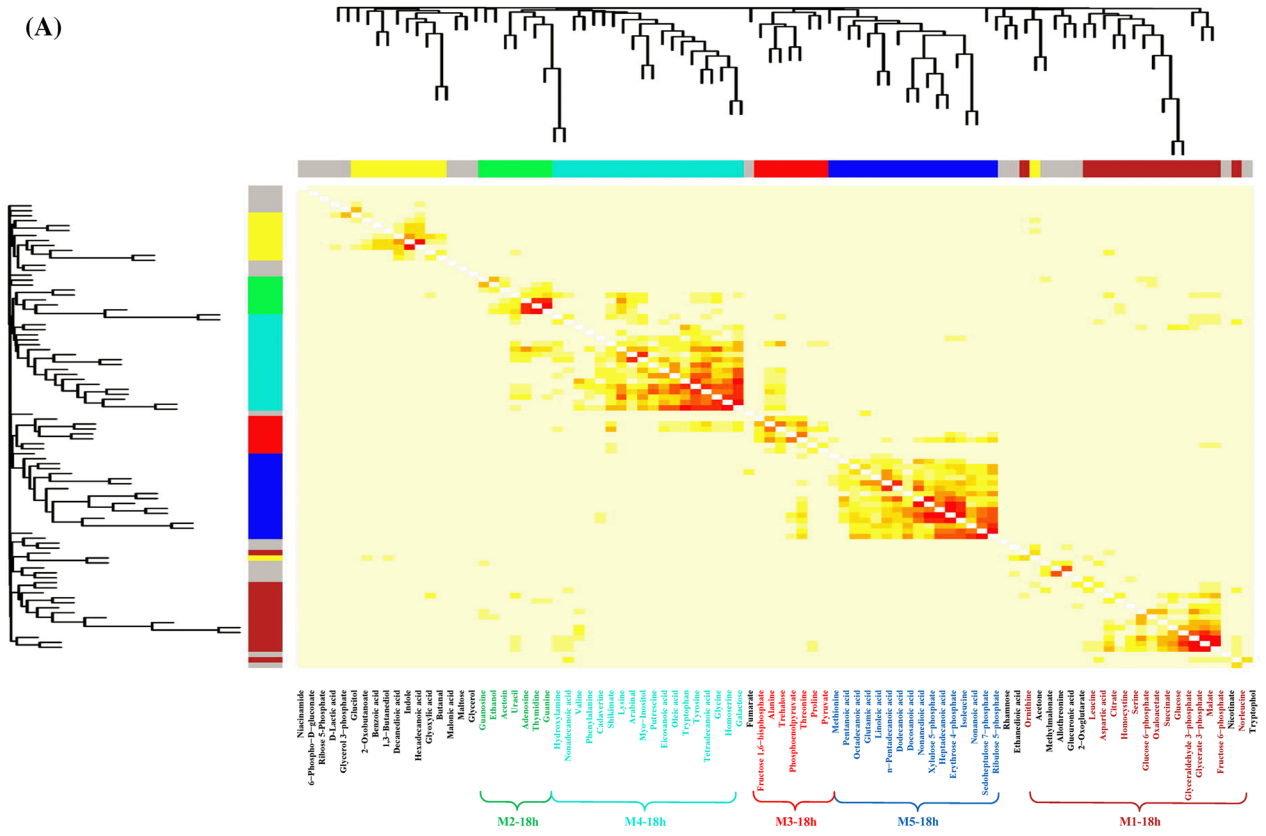 (A)
Niacinamide
6-Phospho-D-gluconate
Ribose 5-Phosphate
D-Lactic acid
Glycerol 3-phosphate
Glucitol
2-Oxobutanoate
Benzoic acid
1,3-Butanediol
Decanedioic acid
Indole
Hexadecanoic acid
Glyoxylic acid
Butanal
Malonic acid
Maltose
Glycerol
Guanosine
Ethanol
Acetoin
Uracil
Adenosine
Thymidine
Guanine
Hydroxylamine
Nonadecanoic acid
Valine
Phenylalanine
Cadaverine
Shikimate
Lysine
Arabinal
Myo-Inositol
Putrescine
Eicosanoic acid
Oleic acid
Tryptophan
Tyrosine
Tetradecanoic acid
Glycine
Homoserine
Galactose
Fumarate
Fructose 1,6-bisphosphate
Alanine
Trehalose
Phosphoenolpyruvate
Threonine
Proline
Pyruvate
Methionine
Pentanoic acid
Octadecanoic acid
Glutamic acid
Linoleic acid
n-Pentadecanoic acid
Dodecanoic acid
Docosanoic acid
Nonanedioic acid
Xylulose 5-phosphate
Heptadecanoic acid
Erythrose 4-phosphate
Isoleucine
Nonanoic acid
Sedoheptulose 7-phosphate
Ribulose 5-phosphate
Rhamnose
Ethanedioic acid
Ornithine
Acetone
Methylmalonate
Allothreonine
Glucuronic acid
2-Oxoglutarate
Leucine
Aspartic acid
Citrate
Homocystine
Serine
Glucose 6-phosphate
Oxaloacetate
Succinate
Glucose
Glyceraldehyde 3-phosphate
Glycerate 3-phosphate
Malate
Fructose 6-phosphate
Nicotinate
Norleucine
Tryptophol
M2-18h
M4-18h
M3-18h
M5-18h
M1-18h